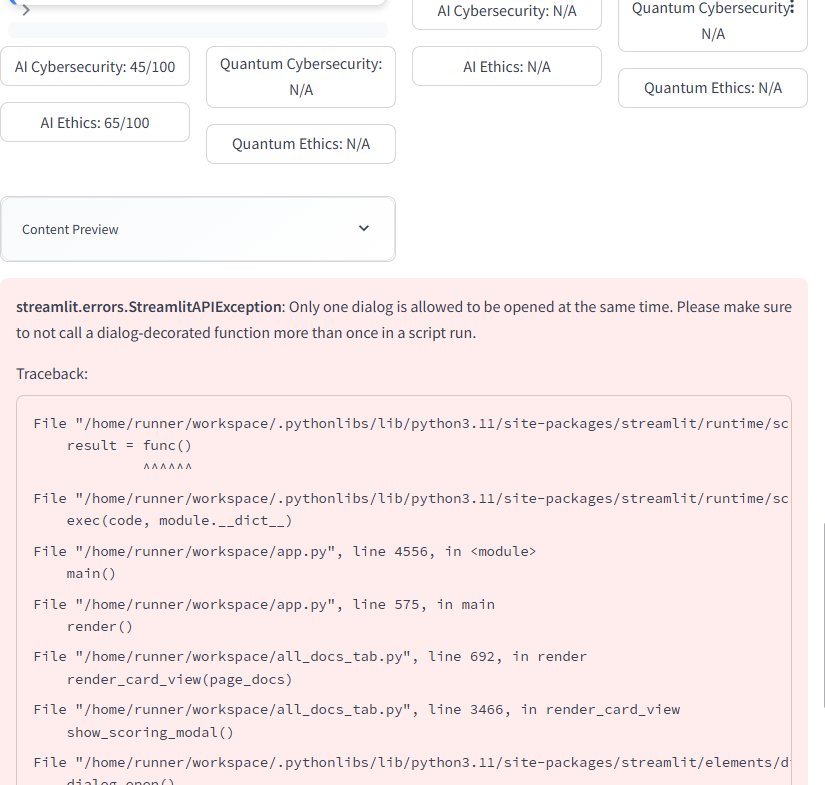 AI Cybersecurity: N/A
Quantum Cybersecurity:
N/A
AI Cybersecurity: 45/100
Quantum Cybersecurity:
N/A
AI Ethics: N/A
Quantum Ethics: N/A
AI Ethics: 65/100
Quantum Ethics: N/A
Content Preview
streamlit.errors.StreamlitAPIException: Only one dialog is allowed to be opened at the same time. Please make sure
to not call a dialog-decorated function more than once in a script run.
Traceback:
File "/home/runner/workspace/.pythonlibs/lib/python3.11/site-packages/streamlit/runtime/sc
result = func()
^^^^^^
File "/home/runner/workspace/.pythonlibs/lib/python3.11/site-packages/streamlit/runtime/sc
exec(code, module.__dict__)
File "/home/runner/workspace/app.py", line 4556, in <module>
main()
File "/home/runner/workspace/app.py", line 575, in main
render()
File "/home/runner/workspace/all_docs_tab.py", line 692, in render
render_card_view(page_docs)
File "/home/runner/workspace/all_docs_tab.py", line 3466, in render_card_view
show_scoring_modal()
File "/home/runner/workspace/.pythonlibs/lib/python3.11/site-packages/streamlit/elements/d
dialog.open()